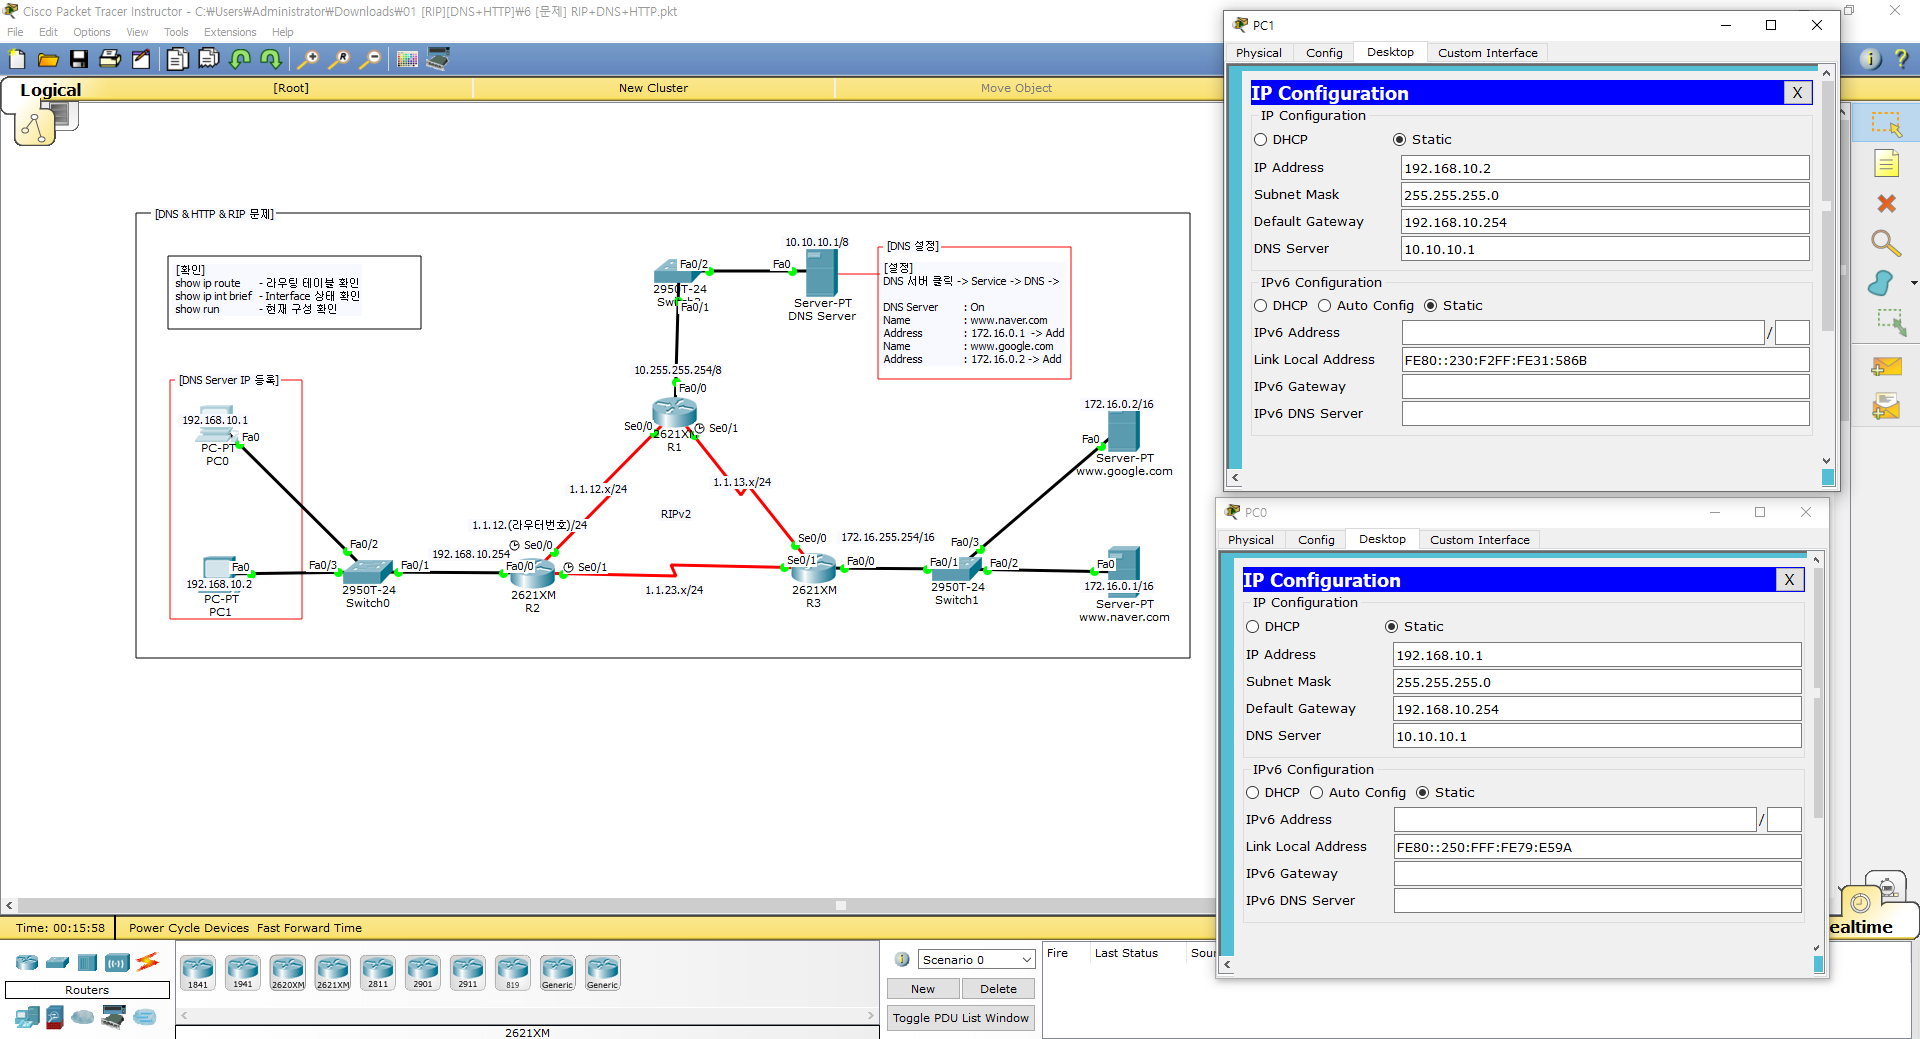 Cisco Packet Tracer Instructor - C:₩Users₩Administrator₩Downloads₩01 [RIP][DNS+HTTP]₩6 [문제] RIP+DNS+HTTP.pkt
File Edit Options View Tools Extensions Help
Logical
[Root]
New Cluster
Move Object
[DNS & HTTP & RIP 문제]
[확인]
show ip route - 라우팅 테이블 확인
show ip int brief - Interface 상태 확인
show run - 현재 구성 확인
10.10.10.1/8
Fa0/2
Fa0
2950T-24
Fa0/1
Server-PT
DNS Server
[DNS 설정]
[설정]
DNS 서버 클릭 -> Service -> DNS ->
DNS Server : On
Name : www.naver.com
Address : 172.16.0.1 -> Add
Name : www.google.com
Address : 172.16.0.2 -> Add
10.255.255.254/8
Fa0/0
Se0/0
Se0/1
2621XM
R1
[DNS Server IP 등록]
192.168.10.1
Fa0
PC-PT
PC0
172.16.0.2/16
Fa0
Server-PT
www.google.com
1.1.12.x/24
1.1.13.x/24
RIPv2
1.1.12.(라우터번호)/24
Fa0/2
Se0/0
192.168.10.254
Fa0
Fa0/3
Fa0/1
Fa0/0
Se0/1
192.168.10.2
PC-PT
PC1
2950T-24
Switch0
2621XM
R2
1.1.23.x/24
Se0/0
172.16.255.254/16
Se0/1
Fa0/0
2621XM
R3
Fa0/3
Fa0/1
Fa0/2
2950T-24
Switch1
Fa0
172.16.0.1/16
Server-PT
www.naver.com
PC1
Physical Config Desktop Custom Interface
IP Configuration
X
IP Configuration
DHCP Static
IP Address 192.168.10.2
Subnet Mask 255.255.255.0
Default Gateway 192.168.10.254
DNS Server 10.10.10.1
IPv6 Configuration
DHCP Auto Config Static
IPv6 Address /
Link Local Address FE80::230:F2FF:FE31:586B
IPv6 Gateway
IPv6 DNS Server
PC0
Physical Config Desktop Custom Interface
IP Configuration
X
IP Configuration
DHCP Static
IP Address 192.168.10.1
Subnet Mask 255.255.255.0
Default Gateway 192.168.10.254
DNS Server 10.10.10.1
IPv6 Configuration
DHCP Auto Config Static
IPv6 Address /
Link Local Address FE80::250:FFF:FE79:E59A
IPv6 Gateway
IPv6 DNS Server
Time: 00:15:58 Power Cycle Devices Fast Forward Time
ealtime
Routers
1841 1941 2620XM 2621XM 2811 2901 2911 819 Generic Generic
2621XM
Scenario 0
New Delete
Toggle PDU List Window
Fire Last Status Sour